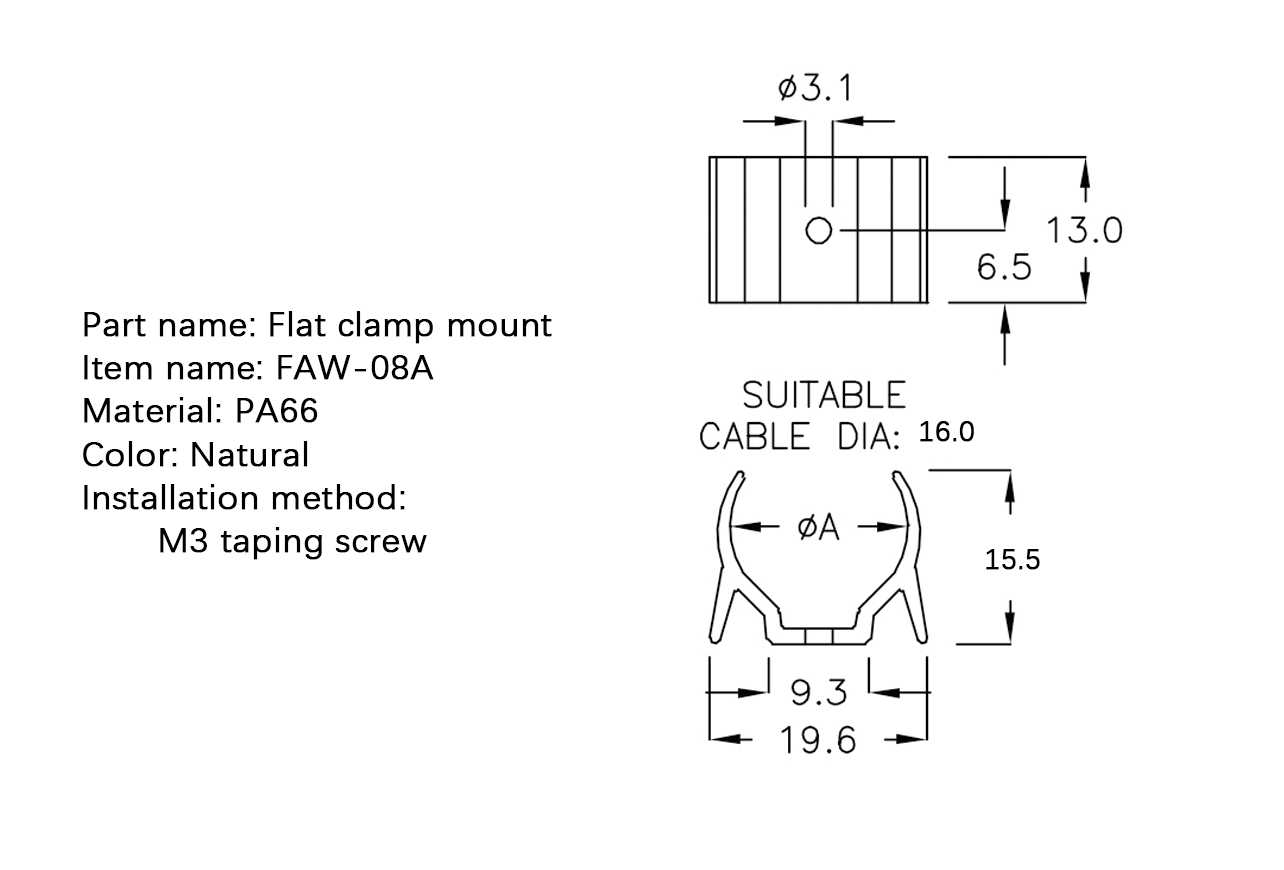 Part name: Flat clamp mount
Item name: FAW-08A
Material: PA66
Color: Natural
Installation method:
M3 taping screw
ø3.1
13.0
6.5
SUITABLE
CABLE DIA: 16.0
øA
15.5
9.3
19.6